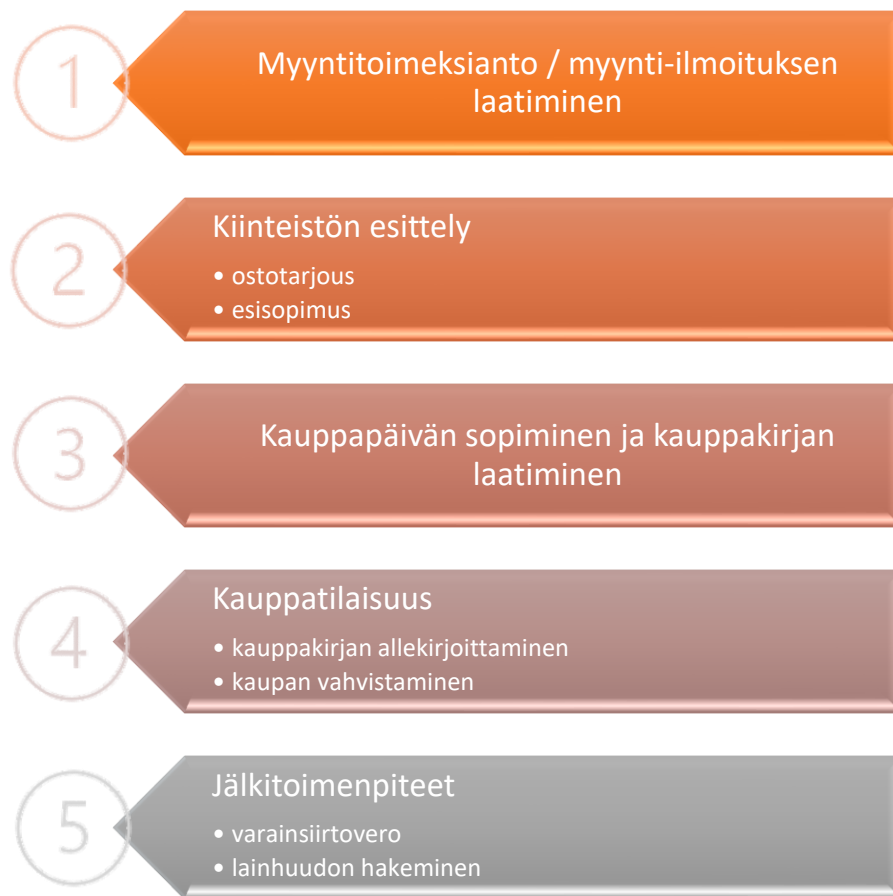 1
Myyntitoimeksianto / myynti-ilmoituksen
laatiminen
2
Kiinteistön esittely
• ostotarjous
• esisopimus
3
Kauppapäivän sopiminen ja kauppakirjan
laatiminen
4
Kauppatilaisuus
• kauppakirjan allekirjoittaminen
• kaupan vahvistaminen
5
Jälkitoimenpiteet
• varainsiirtovero
• lainhuudon hakeminen